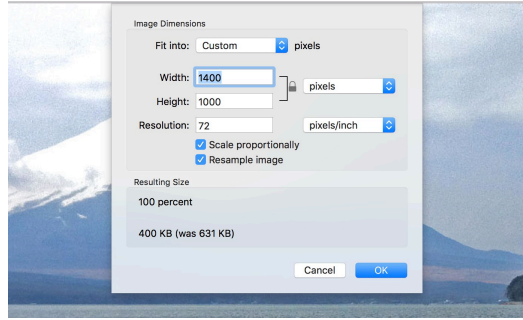 Image Dimensions
Fit into: Custom pixels
Width: 1400
pixels
Height: 1000
Resolution: 72 pixels/inch
Scale proportionally
Resample image
Resulting Size
100 percent
400 KB (was 631 KB)
Cancel OK